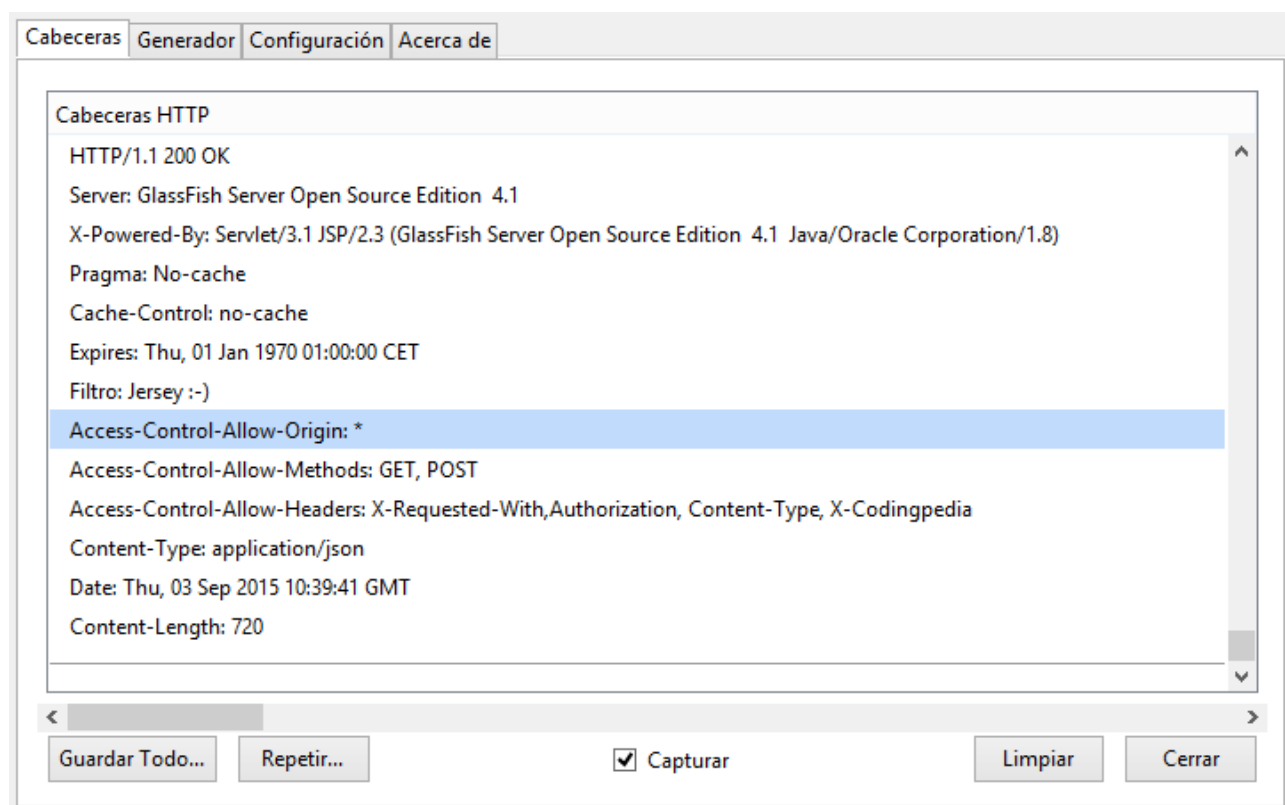 Cabeceras Generador Configuración Acerca de
Cabeceras HTTP
HTTP/1.1 200 OK
Server: GlassFish Server Open Source Edition  4.1
X-Powered-By: Servlet/3.1 JSP/2.3 (GlassFish Server Open Source Edition  4.1  Java/Oracle Corporation/1.8)
Pragma: No-cache
Cache-Control: no-cache
Expires: Thu, 01 Jan 1970 01:00:00 CET
Filtro: Jersey :-)
Access-Control-Allow-Origin: *
Access-Control-Allow-Methods: GET, POST
Access-Control-Allow-Headers: X-Requested-With,Authorization, Content-Type, X-Codingpedia
Content-Type: application/json
Date: Thu, 03 Sep 2015 10:39:41 GMT
Content-Length: 720
Guardar Todo... Repetir... Capturar Limpiar Cerrar